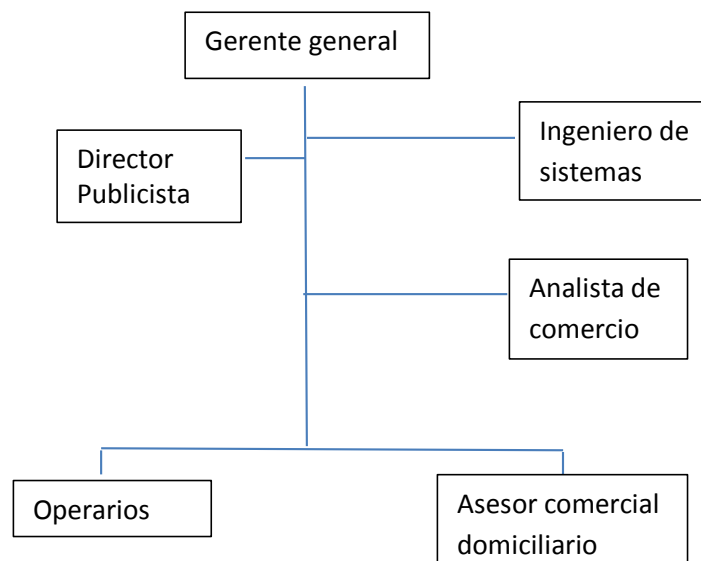 Gerente general
Ingeniero de
sistemas
Director
Publicista
Analista de
comercio
Operarios
Asesor comercial
domiciliario